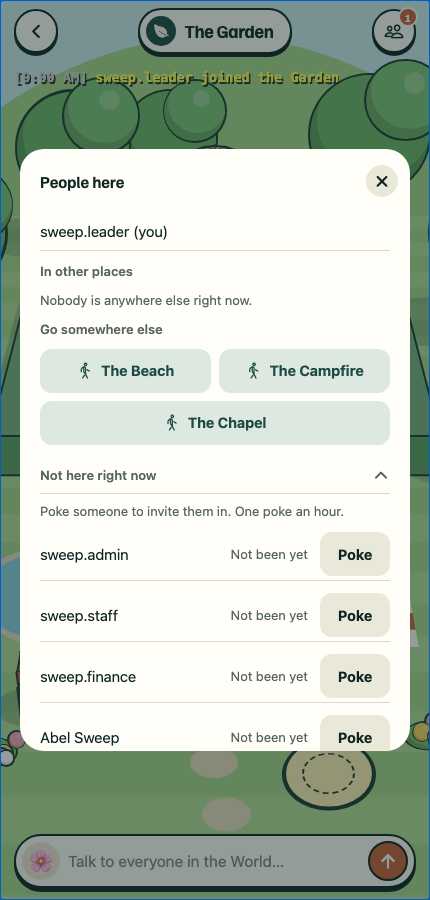 The Garden
1
[9:00 AM] sweep.leader joined the Garden
People here
sweep.leader (you)
In other places
Nobody is anywhere else right now.
Go somewhere else
The Beach
The Campfire
The Chapel
Not here right now
Poke someone to invite them in. One poke an hour.
sweep.admin Not been yet Poke
sweep.staff Not been yet Poke
sweep.finance Not been yet Poke
Abel Sweep Not been yet Poke
Talk to everyone in the World...